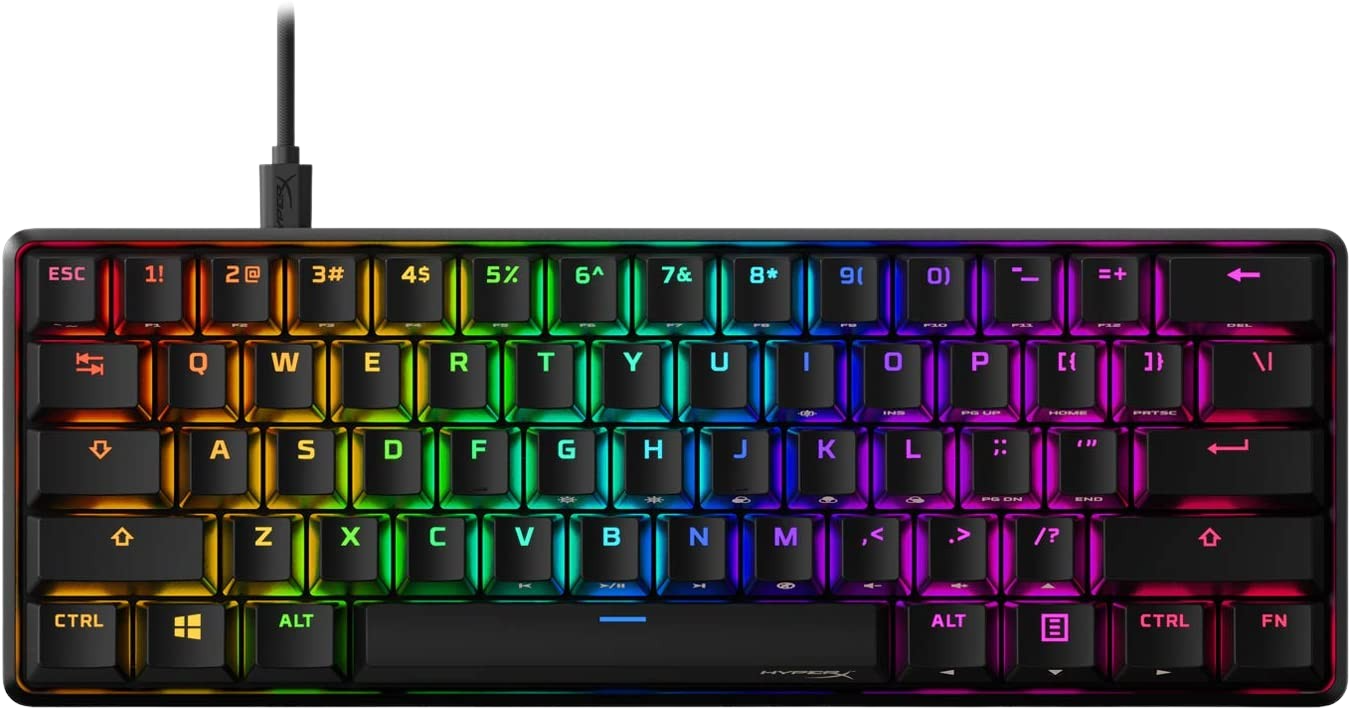 HYPERX
ESC 1! 2@ 3# 4$ 5% 6^ 7& 8* 9( 0) -_ =+
F1 F2 F3 F4 F5 F6 F7 F8 F9 F10 F11 F12 DEL
Q W E R T Y U I O P [{ ]} \|
INS PG UP HOME PRTSC
A S D F G H J K L ;: '"
PG DN END
Z X C V B N M ,< .> /?
CTRL ALT ALT CTRL FN
HYPERX